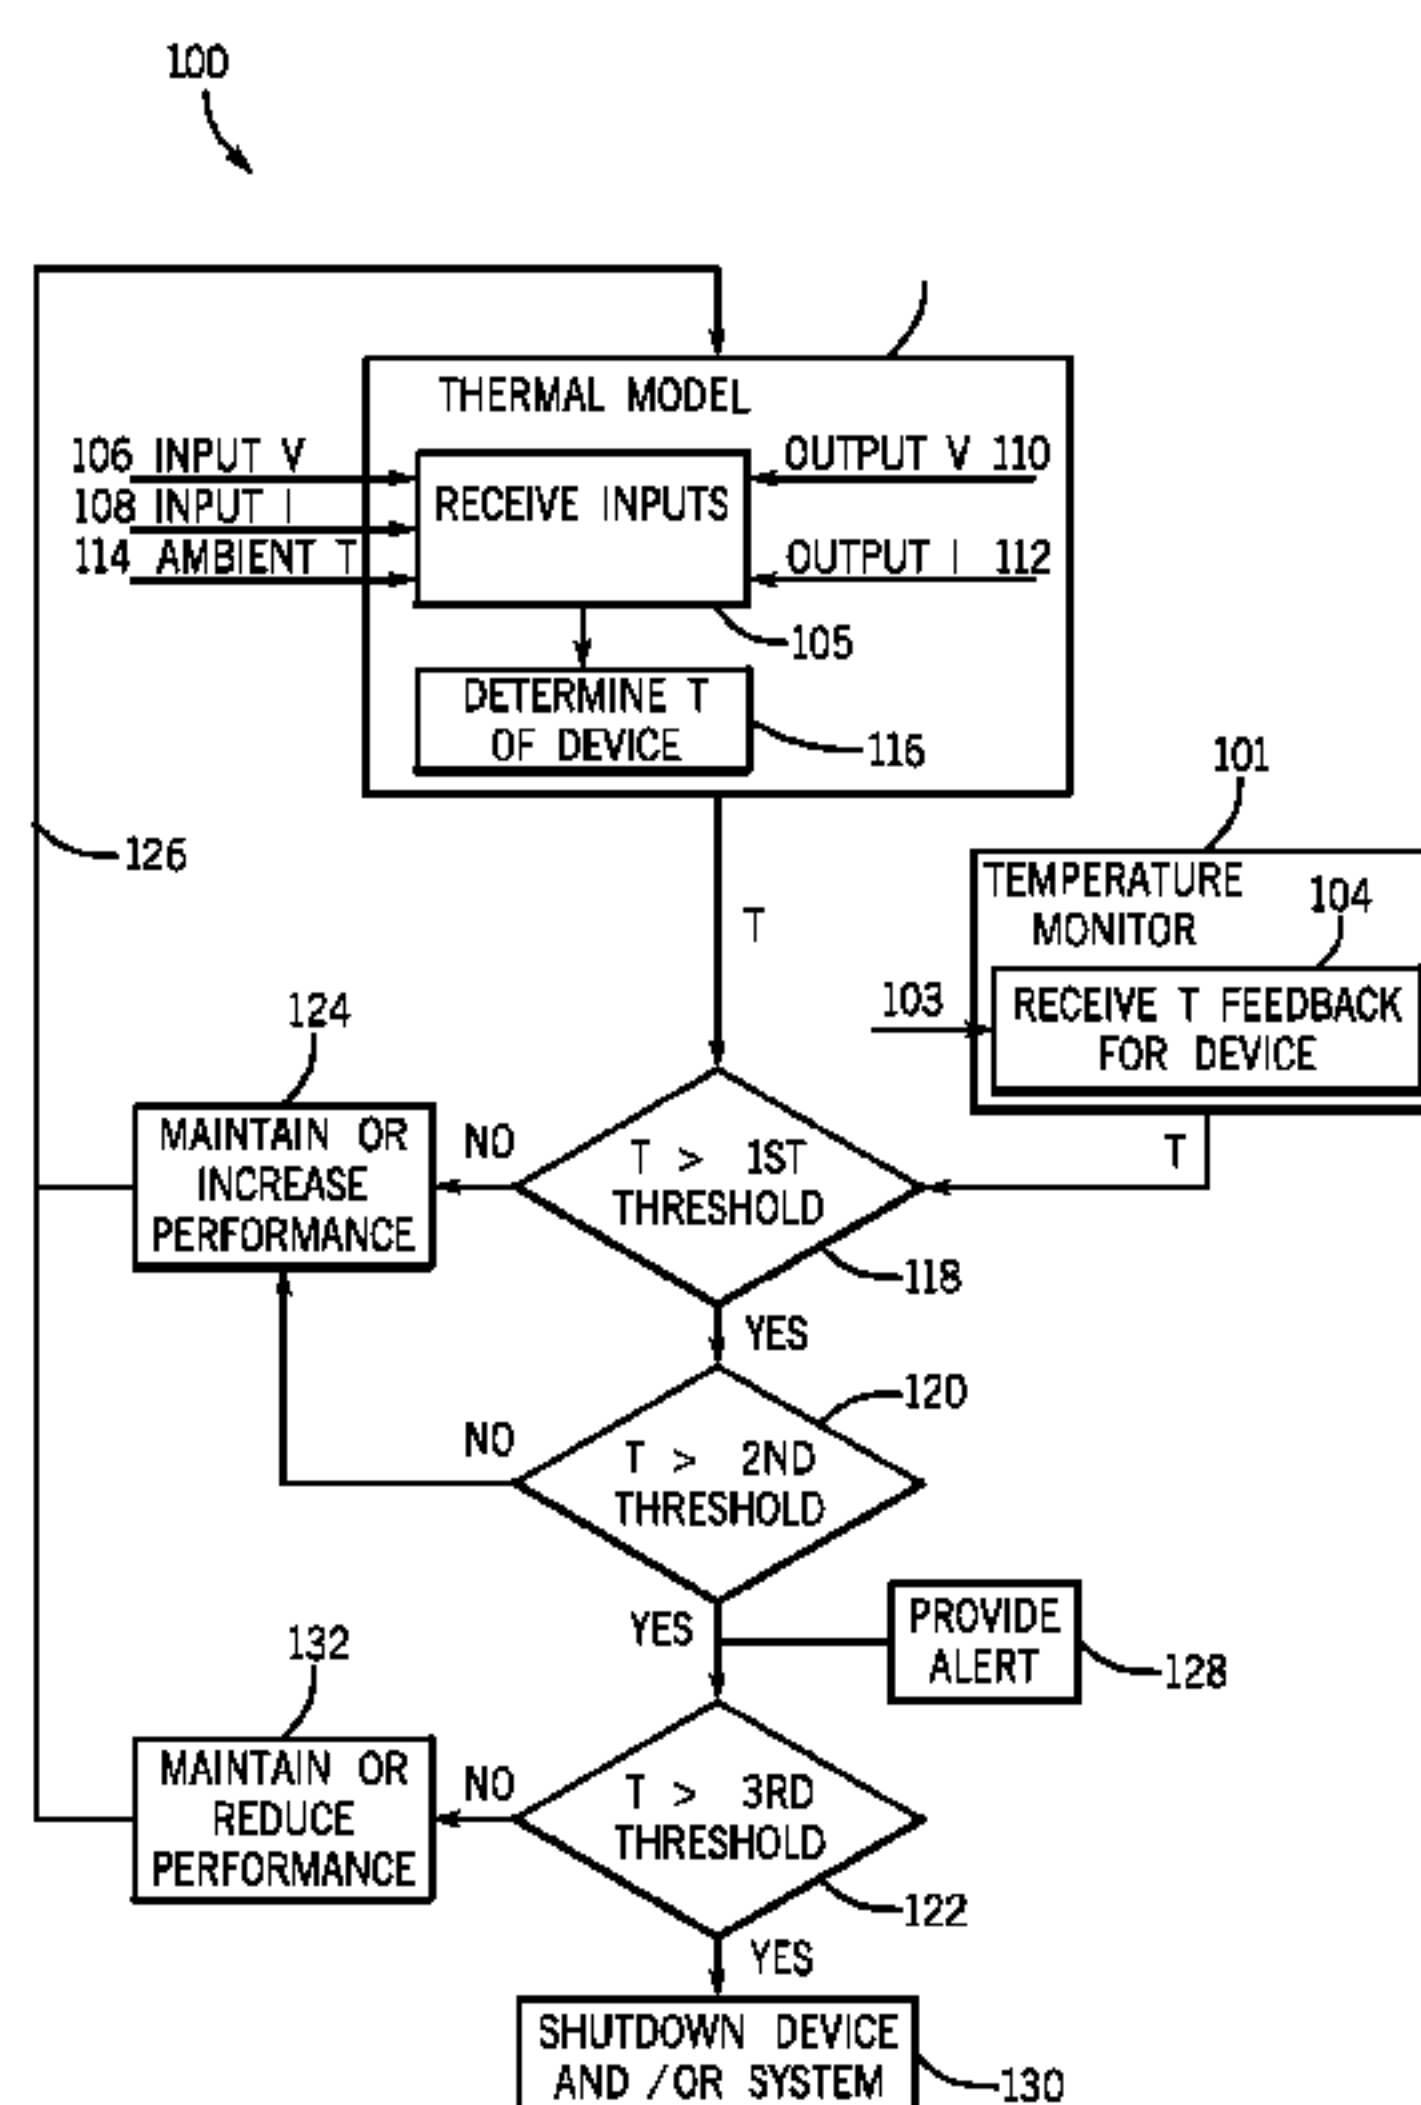 100
THERMAL MODEL
106 INPUT V
OUTPUT V 110
108 INPUT I
RECEIVE INPUTS
114 AMBIENT T
OUTPUT I 112
105
DETERMINE T
OF DEVICE
116
101
126
TEMPERATURE
MONITOR
104
T
103
RECEIVE T FEEDBACK
FOR DEVICE
124
MAINTAIN OR
INCREASE
PERFORMANCE
NO
T > 1ST
THRESHOLD
T
118
YES
120
NO
T > 2ND
THRESHOLD
YES
PROVIDE
ALERT
128
132
MAINTAIN OR
REDUCE
PERFORMANCE
NO
T > 3RD
THRESHOLD
122
YES
SHUTDOWN DEVICE
AND /OR SYSTEM
130